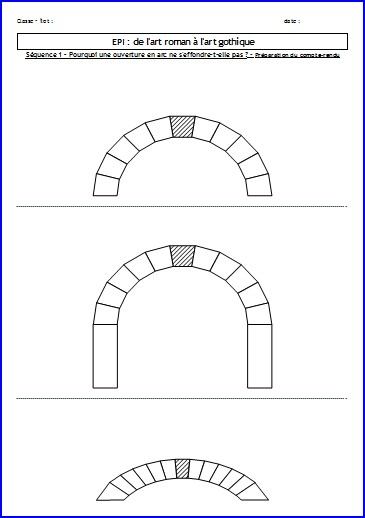 Classe - îlot : date :
EPI : de l'art roman à l'art gothique
Séquence 1 - Pourquoi une ouverture en arc ne s'effondre-t-elle pas ? - Préparation du compte-rendu